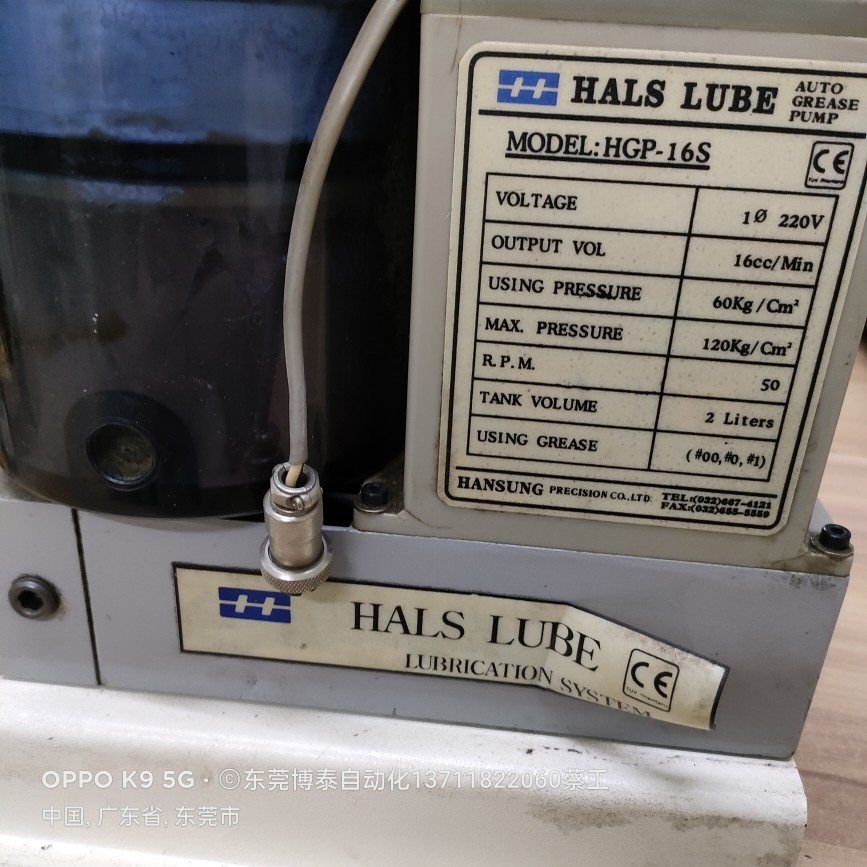 HALS LUBE
AUTO
GREASE
PUMP
MODEL:HGP-16S
CE
VOLTAGE 1Ø 220V
OUTPUT VOL 16cc/Min
USING PRESSURE 60Kg/Cm²
MAX. PRESSURE 120Kg/Cm²
R.P.M. 50
TANK VOLUME 2 Liters
USING GREASE (#00,#0,#1)
HANSUNG PRECISION CO.,LTD. TEL:(032)667-4121
FAX:(032)655-5559
HALS LUBE
LUBRICATION SYSTEM
CE
OPPO K9 5G · ©东莞博泰自动化13711822060蔡工
中国, 广东省, 东莞市